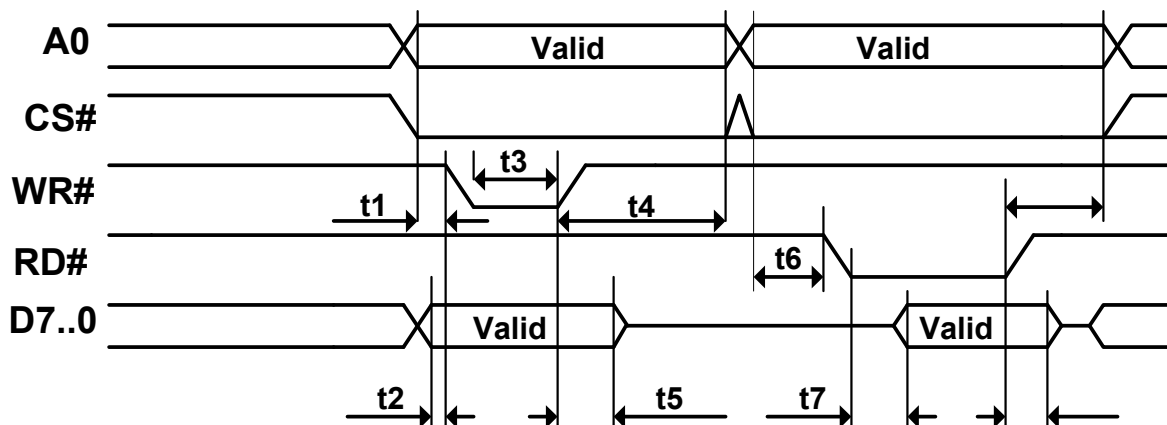 A0 Valid Valid
CS#
WR# t3
t1 t4
RD# t6
D7..0 Valid Valid
t2 t5 t7